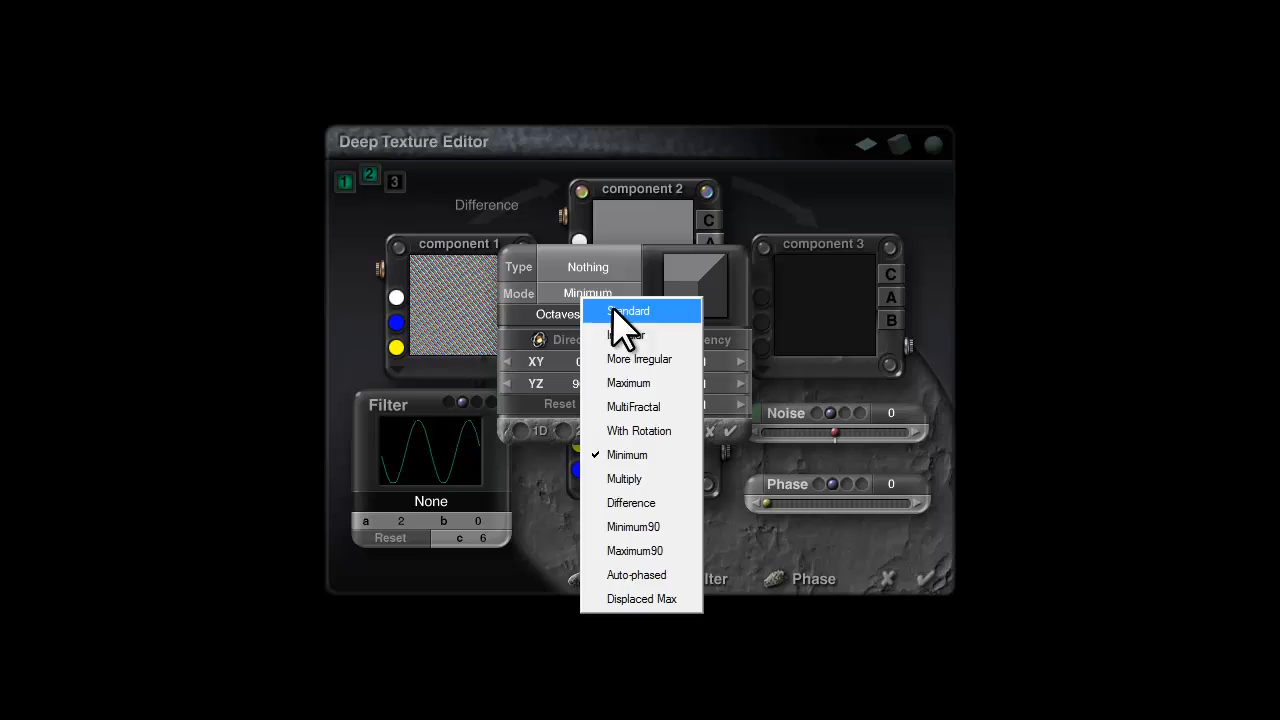 Deep Texture Editor
1 2 3
Difference
component 2
C
component 1
component 3
C
A
B
Type Nothing
Mode Minimum
Octaves
XY
YZ
Reset
1D
Standard
More Irregular
Maximum
MultiFractal
With Rotation
Minimum
Multiply
Difference
Minimum90
Maximum90
Auto-phased
Displaced Max
Filter
None
a 2 b 0
Reset c 6
Noise 0
Phase 0
Phase